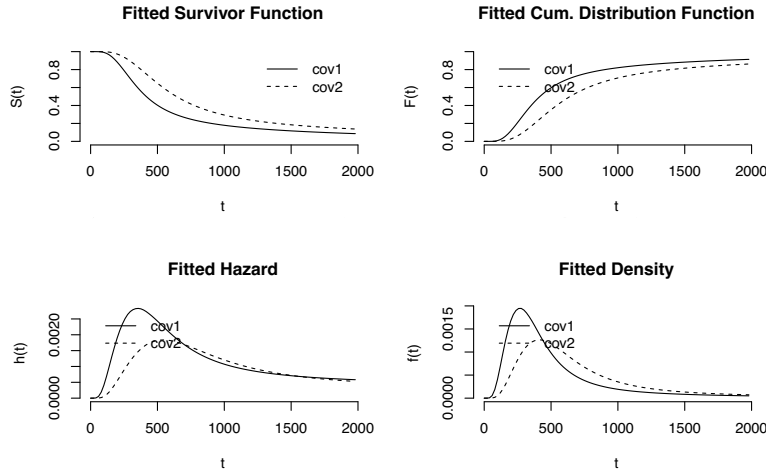 Fitted Survivor Function
S(t)
0.0 0.4 0.8
cov1
cov2
0 500 1000 1500 2000
t
Fitted Cum. Distribution Function
F(t)
0.0 0.4 0.8
cov1
cov2
0 500 1000 1500 2000
t
Fitted Hazard
h(t)
0.0000 0.0020
cov1
cov2
0 500 1000 1500 2000
t
Fitted Density
f(t)
0.0000 0.0015
cov1
cov2
0 500 1000 1500 2000
t